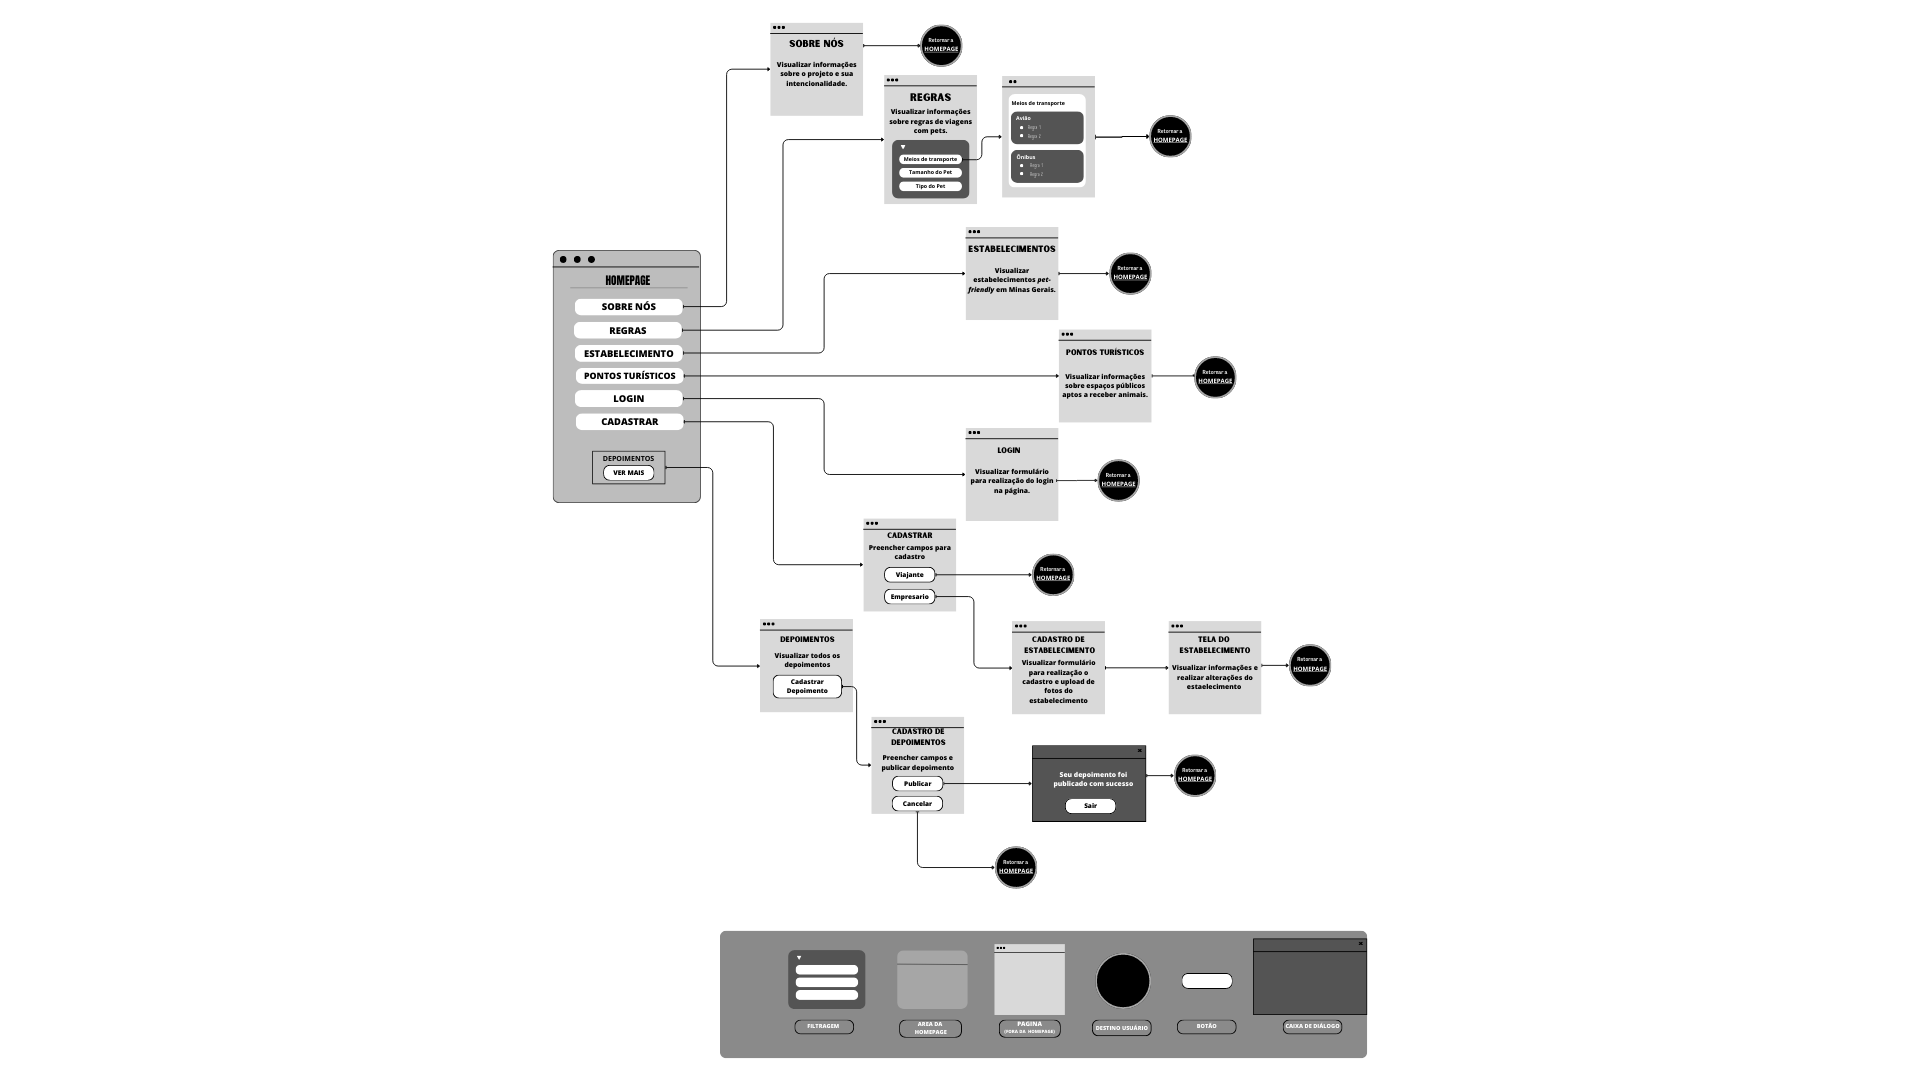 SOBRE NÓS
Visualizar informações
sobre o projeto e sua
intencionalidade.
Retornar a
HOMEPAGE
REGRAS
Visualizar informações
sobre regras de viagens
com pets.
Meios de transporte
Tamanho do Pet
Tipo do Pet
Meios de transporte
Avião
Regra 1
Regra 2
Ônibus
Regra 1
Regra 2
Retornar a
HOMEPAGE
HOMEPAGE
SOBRE NÓS
REGRAS
ESTABELECIMENTO
PONTOS TURÍSTICOS
LOGIN
CADASTRAR
DEPOIMENTOS
VER MAIS
ESTABELECIMENTOS
Visualizar
estabelecimentos pet-
friendly em Minas Gerais.
Retornar a
HOMEPAGE
PONTOS TURÍSTICOS
Visualizar informações
sobre espaços públicos
aptos a receber animais.
Retornar a
HOMEPAGE
LOGIN
Visualizar formulário
para realização do login
na página.
Retornar a
HOMEPAGE
CADASTRAR
Preencher campos para
cadastro
Viajante
Empresario
Retornar a
HOMEPAGE
CADASTRO DE
ESTABELECIMENTO
Visualizar formulário
para realização o
cadastro e upload de
fotos do
estabelecimento
TELA DO
ESTABELECIMENTO
Visualizar informações e
realizar alterações do
estaelecimento
Retornar a
HOMEPAGE
DEPOIMENTOS
Visualizar todos os
depoimentos
Cadastrar
Depoimento
CADASTRO DE
DEPOIMENTOS
Preencher campos e
publicar depoimento
Publicar
Cancelar
Seu depoimento foi
publicado com sucesso
Sair
Retornar a
HOMEPAGE
Retornar a
HOMEPAGE
FILTRAGEM
AREA DA
HOMEPAGE
PAGINA
(FORA DA HOMEPAGE)
DESTINO USUÁRIO
BOTÃO
CAIXA DE DIÁLOGO